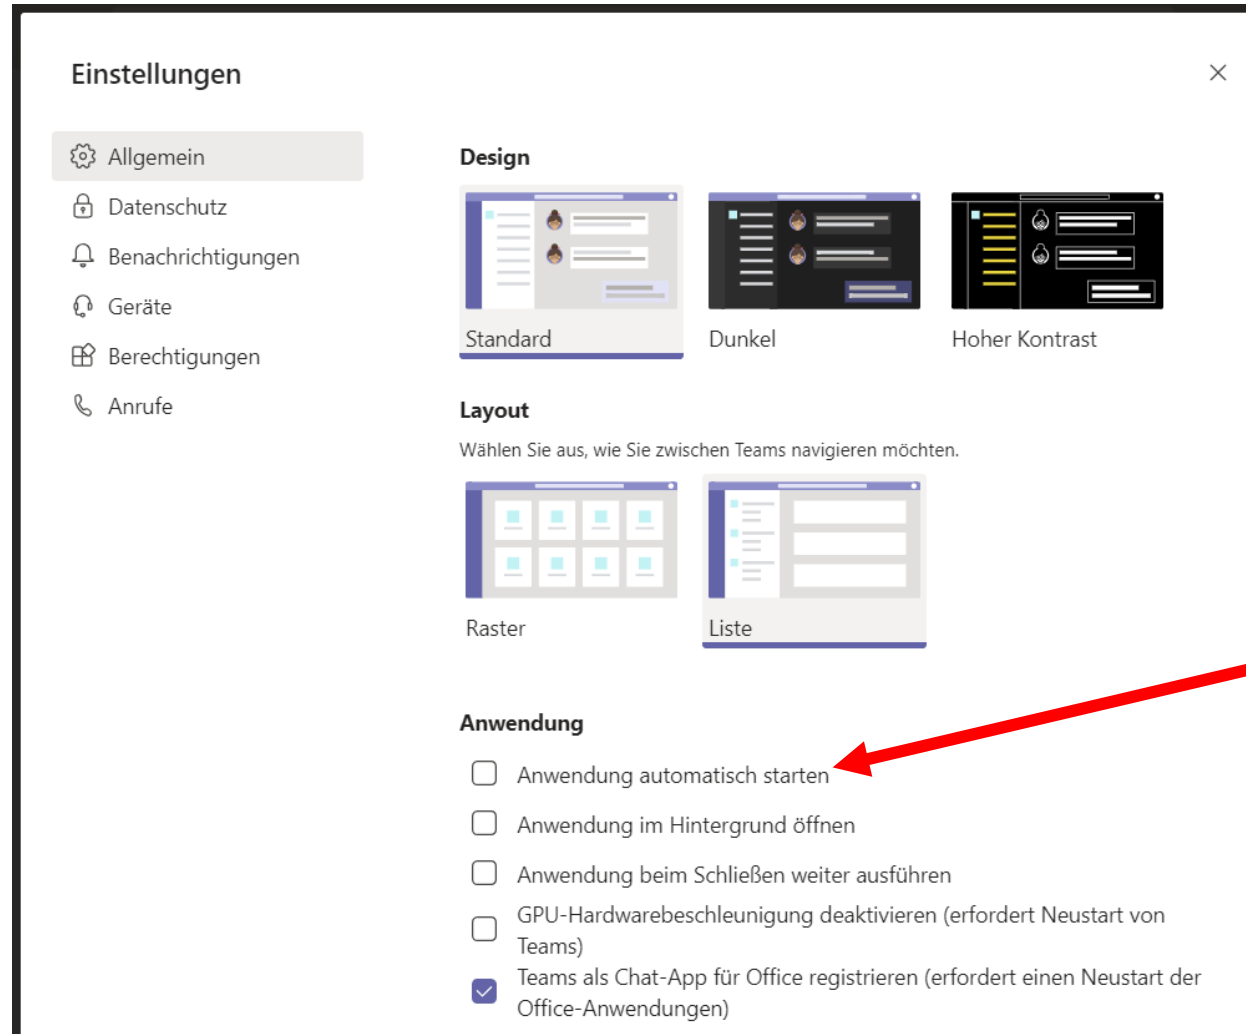 Einstellungen
Allgemein
Datenschutz
Benachrichtigungen
Geräte
Berechtigungen
Anrufe
Design
Standard
Dunkel
Hoher Kontrast
Layout
Wählen Sie aus, wie Sie zwischen Teams navigieren möchten.
Raster
Liste
Anwendung
Anwendung automatisch starten
Anwendung im Hintergrund öffnen
Anwendung beim Schließen weiter ausführen
GPU-Hardwarebeschleunigung deaktivieren (erfordert Neustart von
Teams)
Teams als Chat-App für Office registrieren (erfordert einen Neustart der
Office-Anwendungen)